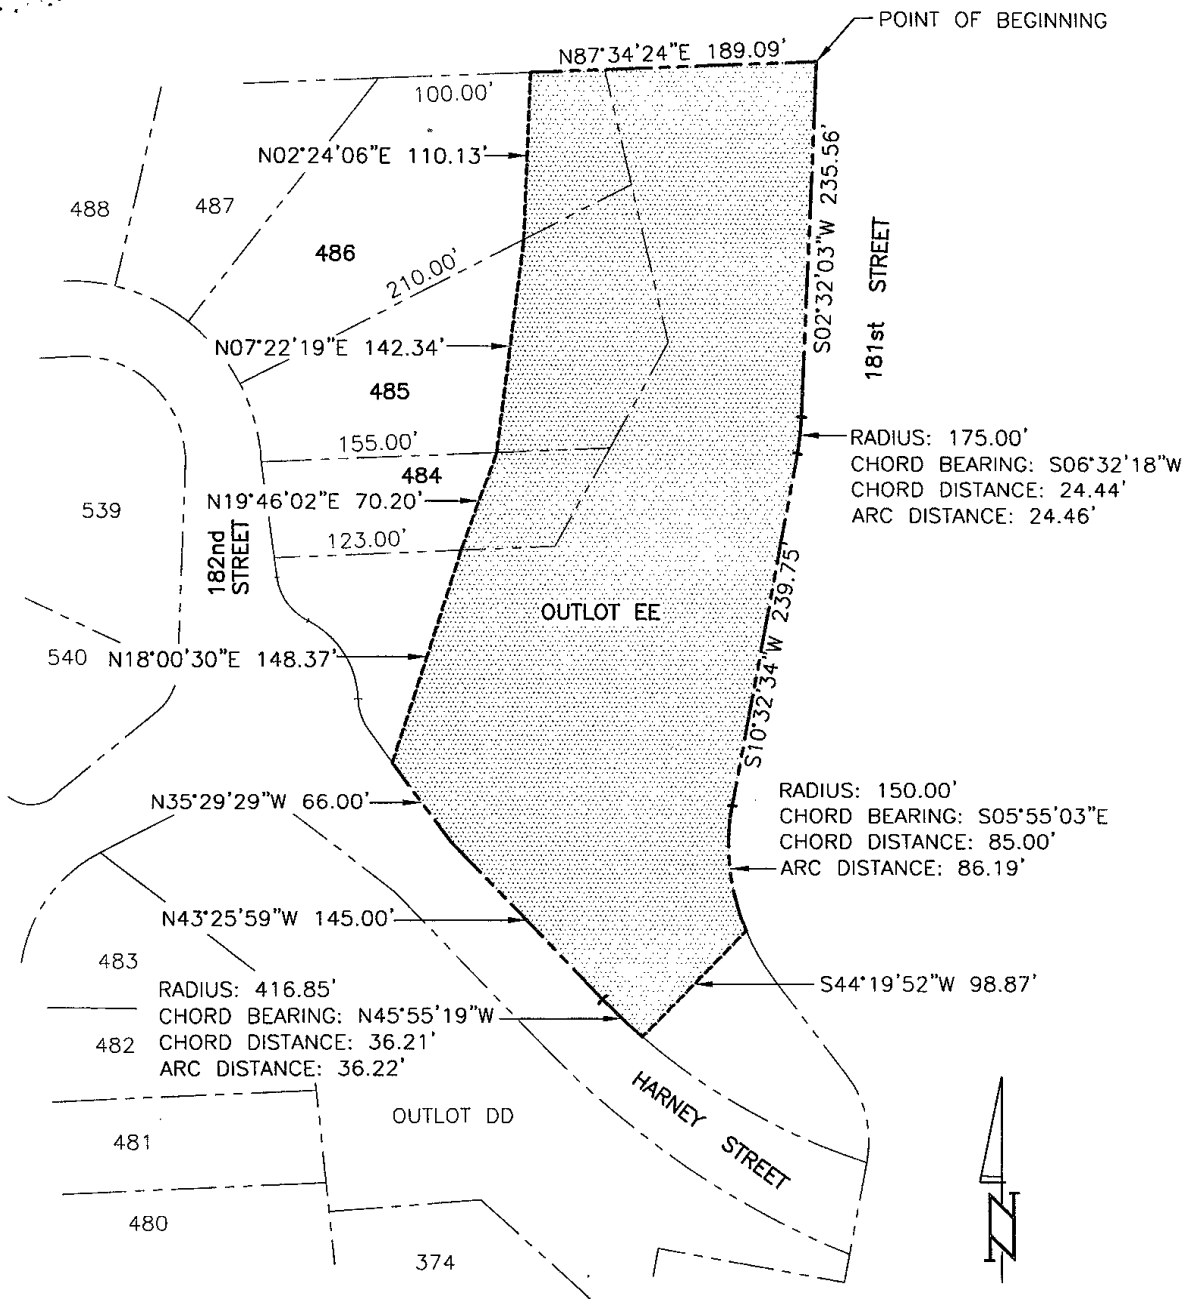 POINT OF BEGINNING
N87°34'24"E 189.09'
100.00'
N02°24'06"E 110.13'
S02°32'03"W 235.56'
488
487
486
210.00'
181st STREET
N07°22'19"E 142.34'
485
155.00'
484
RADIUS: 175.00'
CHORD BEARING: S06°32'18"W
CHORD DISTANCE: 24.44'
ARC DISTANCE: 24.46'
N19°46'02"E 70.20'
539
123.00'
182nd
STREET
OUTLOT EE
S10°32'34"W 239.75'
540
N18°00'30"E 148.37'
N35°29'29"W 66.00'
RADIUS: 150.00'
CHORD BEARING: S05°55'03"E
CHORD DISTANCE: 85.00'
ARC DISTANCE: 86.19'
N43°25'59"W 145.00'
483
S44°19'52"W 98.87'
RADIUS: 416.85'
CHORD BEARING: N45°55'19"W
CHORD DISTANCE: 36.21'
ARC DISTANCE: 36.22'
482
HARNEY STREET
OUTLOT DD
481
480
374
N